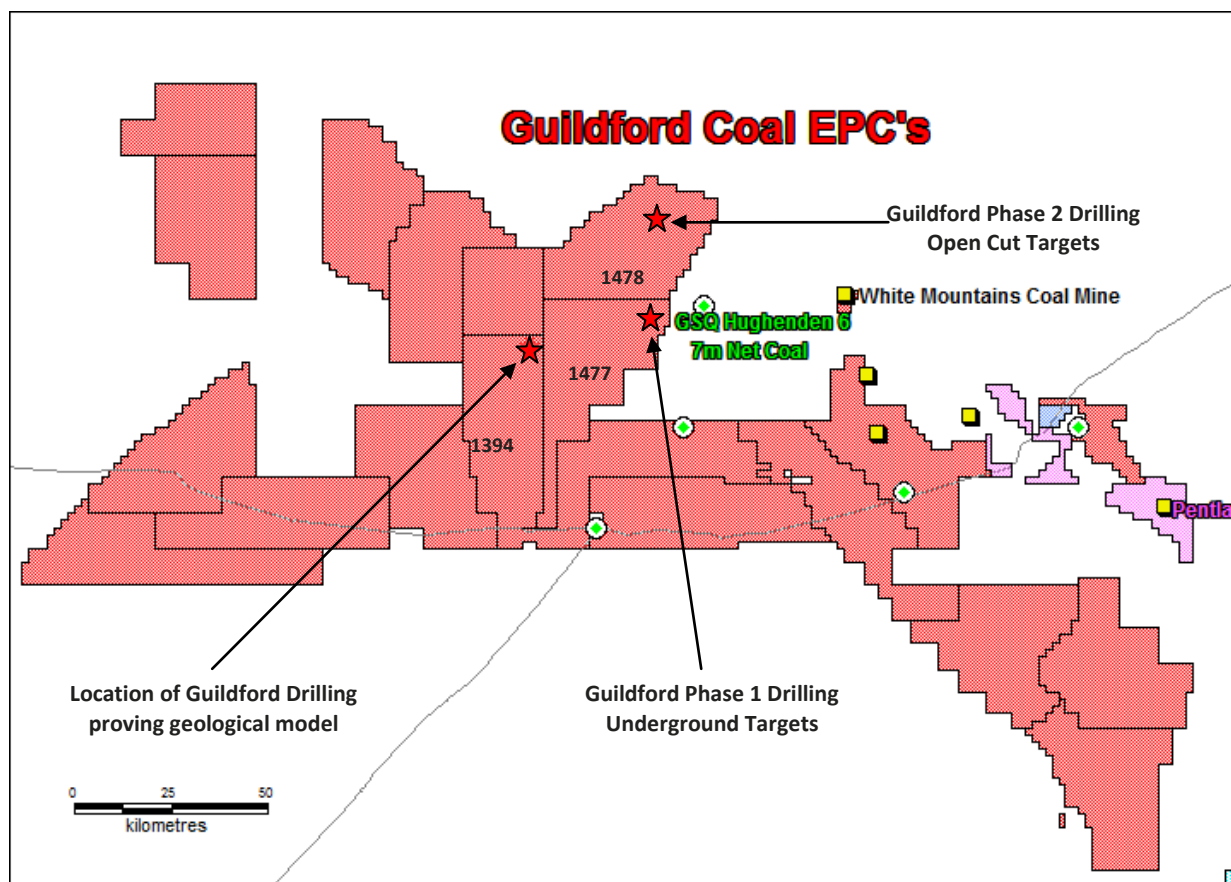 Guildford Coal EPC's
Guildford Phase 2 Drilling
Open Cut Targets
1478
White Mountains Coal Mine
GSQ Hughenden 6
7m Net Coal
1477
1394
Pentla
Location of Guildford Drilling
proving geological model
Guildford Phase 1 Drilling
Underground Targets
0 25 50
kilometres